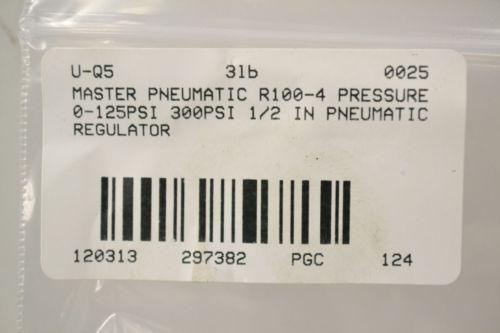 U-Q5 3lb 0025
MASTER PNEUMATIC R100-4 PRESSURE
0-125PSI 300PSI 1/2 IN PNEUMATIC
REGULATOR
120313 297382 PGC 124